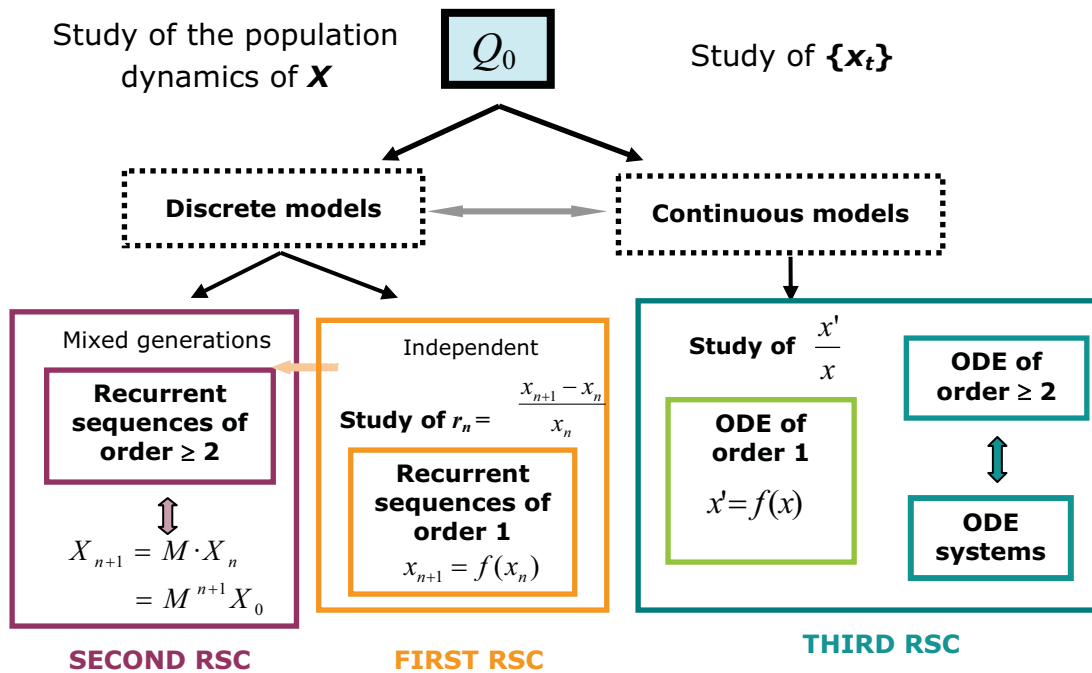 Study of the population
dynamics of X
Q₀
Study of {xₜ}
Discrete models
Continuous models
Mixed generations
Recurrent
sequences of
order ≥ 2
Xₙ₊₁ = M · Xₙ
= Mⁿ⁺¹ X₀
SECOND RSC
Independent
Study of rₙ = (xₙ₊₁ − xₙ) / xₙ
Recurrent
sequences of
order 1
xₙ₊₁ = f(xₙ)
FIRST RSC
Study of x' / x
ODE of
order 1
x' = f(x)
ODE of
order ≥ 2
ODE
systems
THIRD RSC